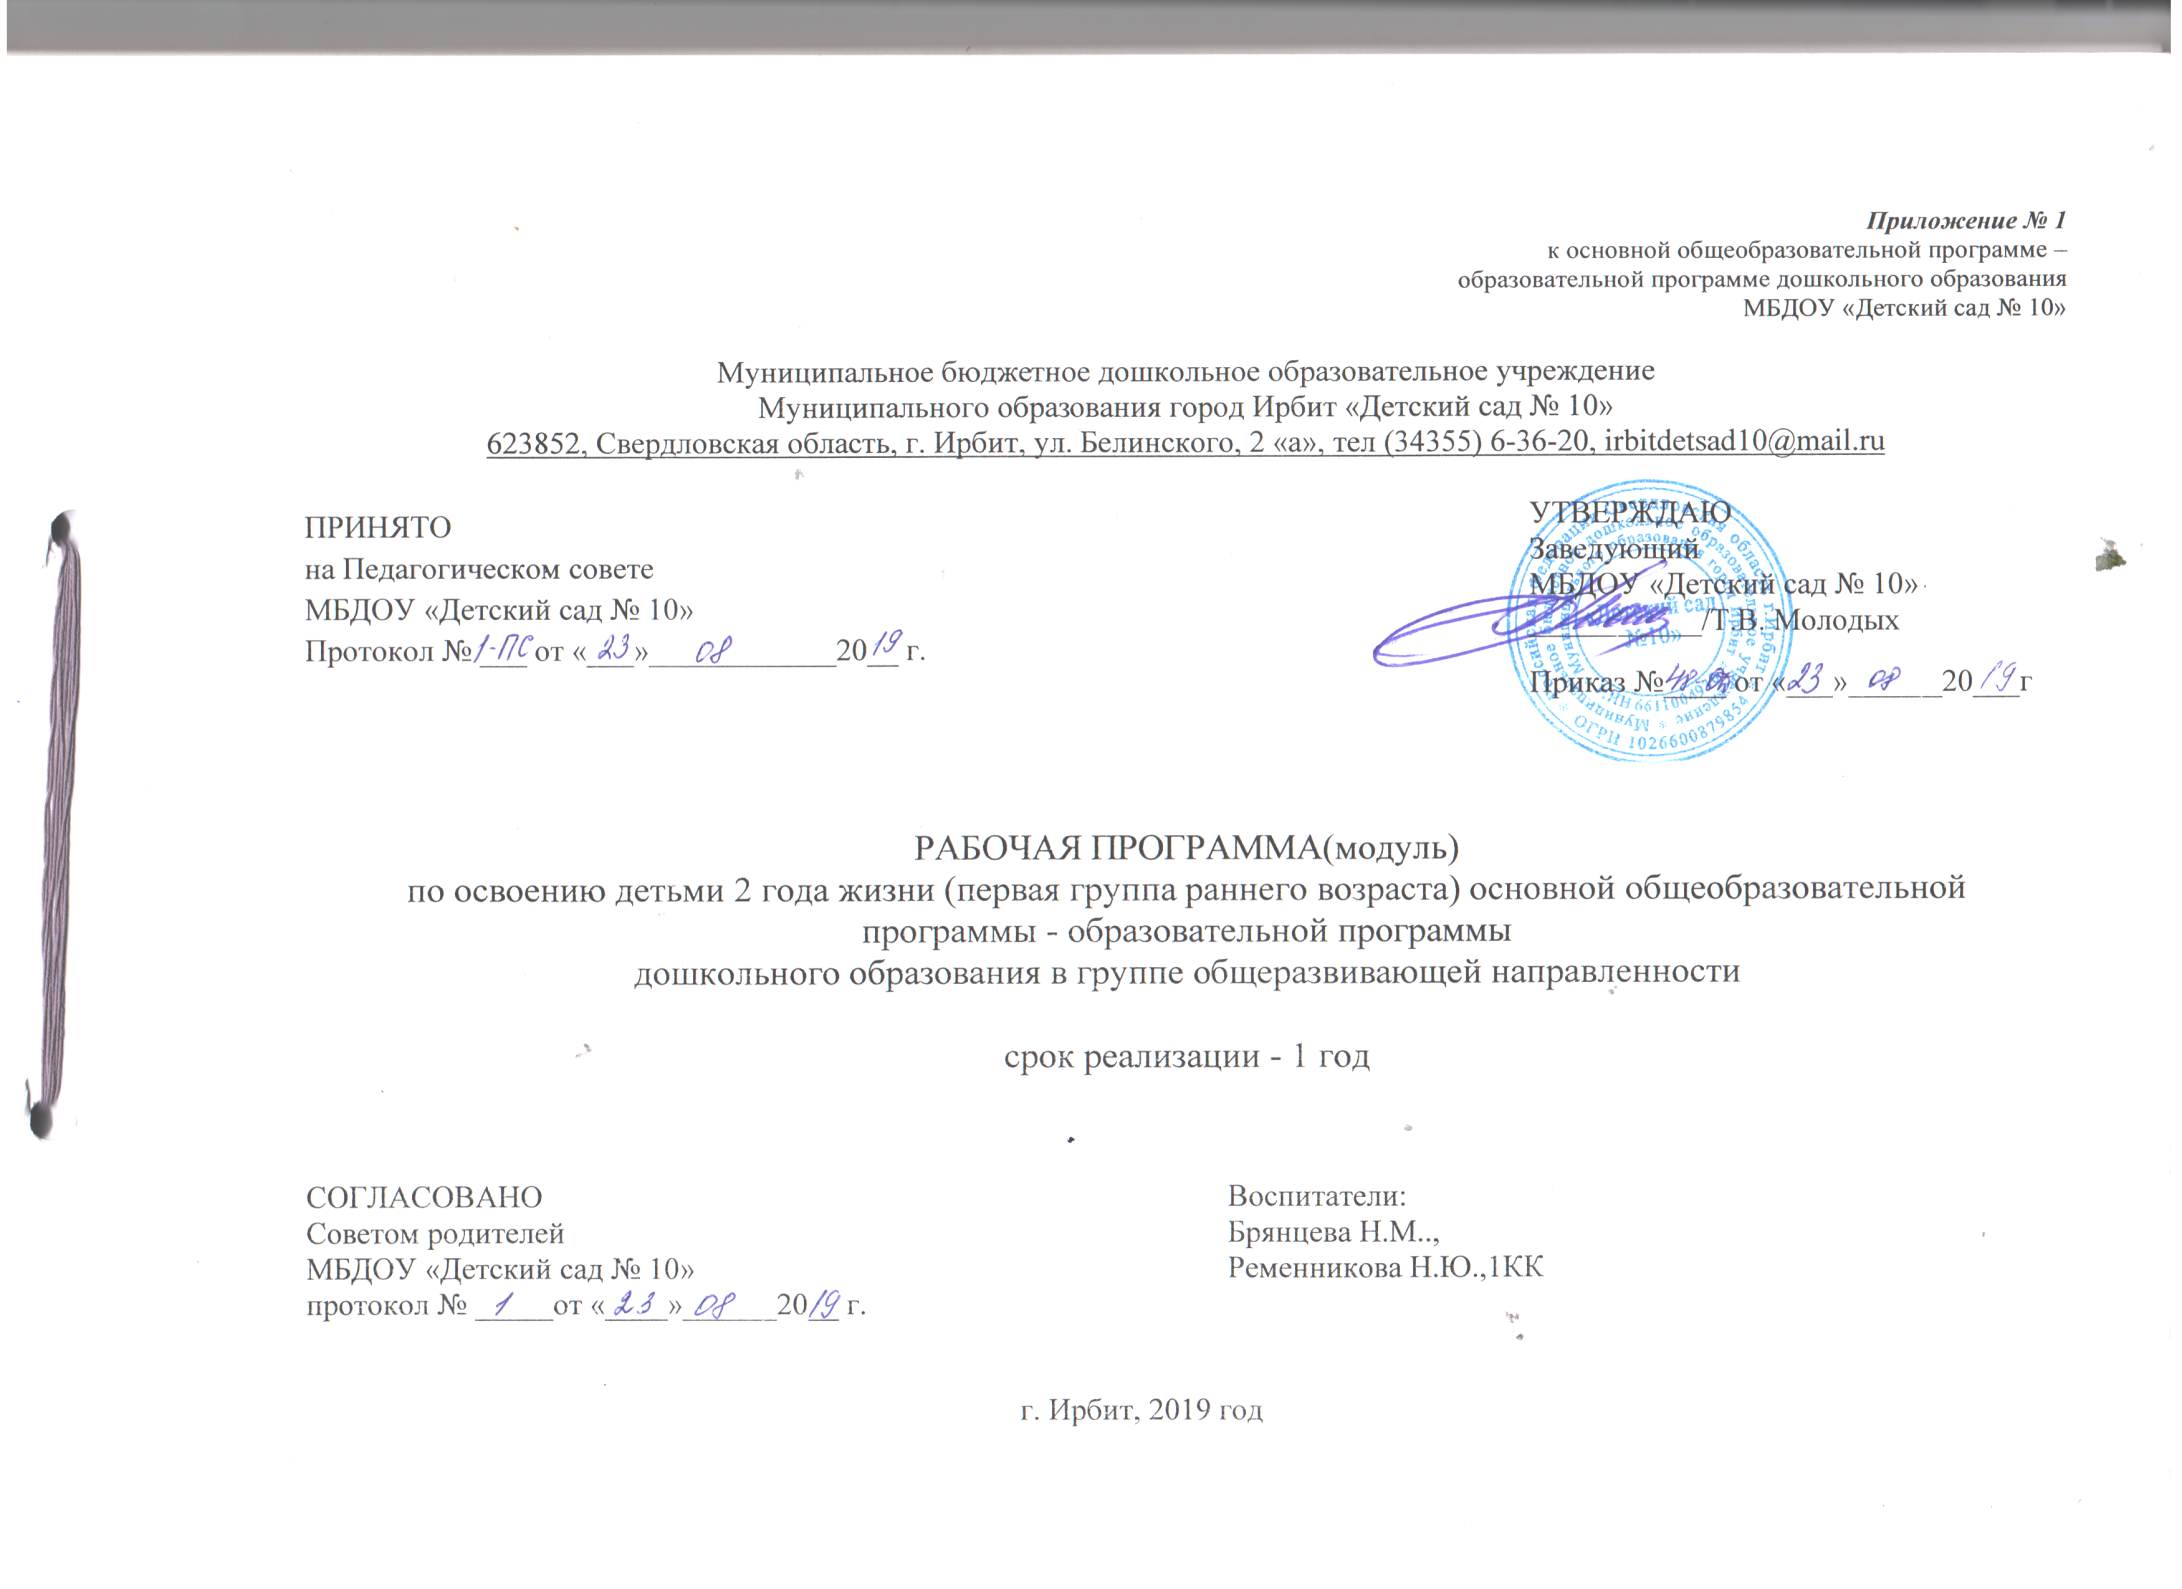 Приложение № 1
к основной общеобразовательной программе –
образовательной программе дошкольного образования
МБДОУ «Детский сад № 10»
Муниципальное бюджетное дошкольное образовательное учреждение
Муниципального образования город Ирбит «Детский сад № 10»
623852, Свердловская область, г. Ирбит, ул. Белинского, 2 «а», тел (34355) 6-36-20, irbitdetsad10@mail.ru
ПРИНЯТО
на Педагогическом совете
МБДОУ «Детский сад № 10»
Протокол № 1-ПС от «23» 08 2019 г.
УТВЕРЖДАЮ
Заведующий
МБДОУ «Детский сад № 10»
/Т.В. Молодых
Приказ № от «23» 08 2019г
ОГРН 1026600879854
РАБОЧАЯ ПРОГРАММА(модуль)
по освоению детьми 2 года жизни (первая группа раннего возраста) основной общеобразовательной
программы - образовательной программы
дошкольного образования в группе общеразвивающей направленности
срок реализации - 1 год
СОГЛАСОВАНО
Советом родителей
МБДОУ «Детский сад № 10»
протокол № 1 от «23» 08 2019 г.
Воспитатели:
Брянцева Н.М..,
Ременникова Н.Ю.,1КК
г. Ирбит, 2019 год